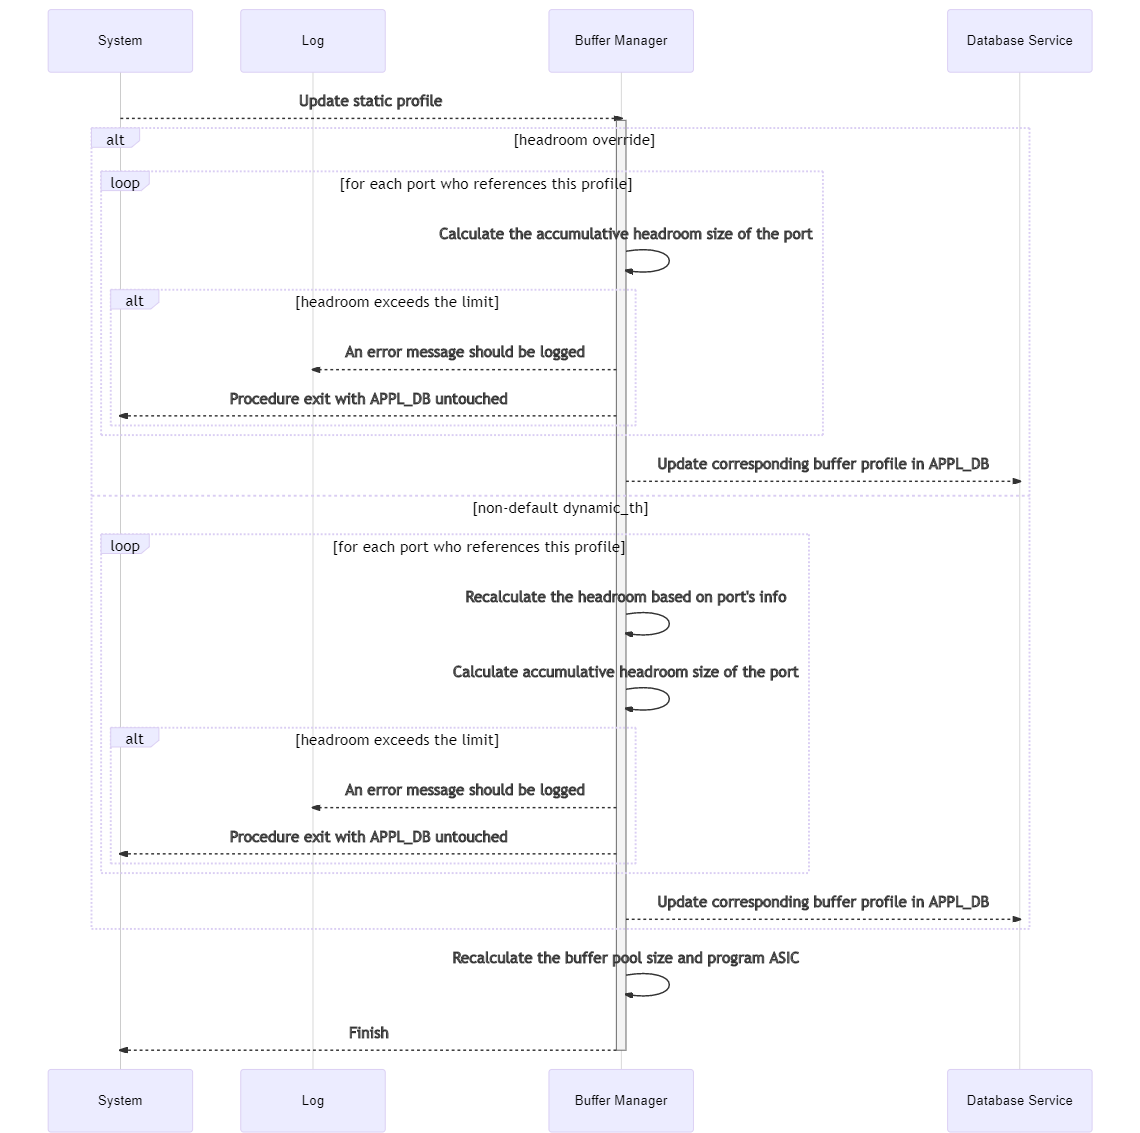 System
Log
Buffer Manager
Database Service
Update static profile
alt
[headroom override]
loop
[for each port who references this profile]
Calculate the accumulative headroom size of the port
alt
[headroom exceeds the limit]
An error message should be logged
Procedure exit with APPL_DB untouched
Update corresponding buffer profile in APPL_DB
[non-default dynamic_th]
loop
[for each port who references this profile]
Recalculate the headroom based on port's info
Calculate accumulative headroom size of the port
alt
[headroom exceeds the limit]
An error message should be logged
Procedure exit with APPL_DB untouched
Update corresponding buffer profile in APPL_DB
Recalculate the buffer pool size and program ASIC
Finish
System
Log
Buffer Manager
Database Service